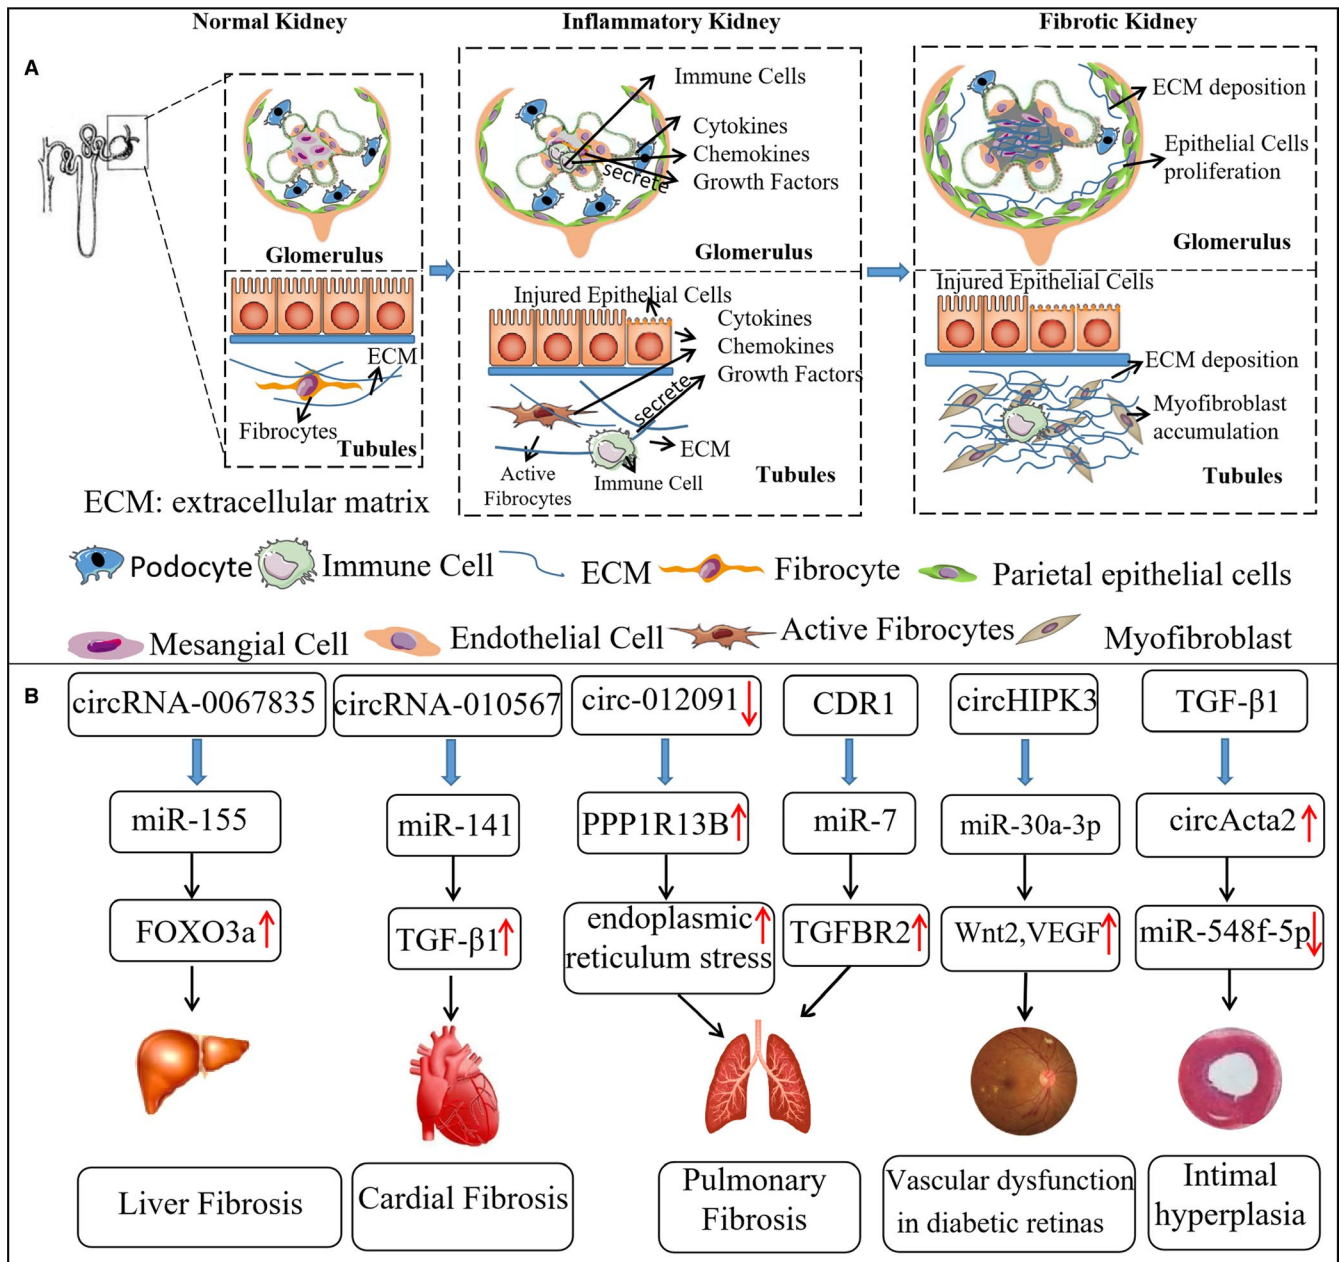 Normal Kidney
Inflammatory Kidney
Fibrotic Kidney
A
Glomerulus
ECM
Fibrocytes
Tubules
Immune Cells
Cytokines
Chemokines
secrete
Growth Factors
Glomerulus
Injured Epithelial Cells
Cytokines
Chemokines
Growth Factors
secrete
ECM
Active
Fibrocytes
Immune Cell
Tubules
ECM deposition
Epithelial Cells
proliferation
Glomerulus
Injured Epithelial Cells
ECM deposition
Myofibroblast
accumulation
Tubules
ECM: extracellular matrix
Podocyte
Immune Cell
ECM
Fibrocyte
Parietal epithelial cells
Mesangial Cell
Endothelial Cell
Active Fibrocytes
Myofibroblast
B
circRNA-0067835
miR-155
FOXO3a
Liver Fibrosis
circRNA-010567
miR-141
TGF-β1
Cardial Fibrosis
circ-012091
PPP1R13B
endoplasmic
reticulum stress
CDR1
miR-7
TGFBR2
Pulmonary
Fibrosis
circHIPK3
miR-30a-3p
Wnt2,VEGF
Vascular dysfunction
in diabetic retinas
TGF-β1
circActa2
miR-548f-5p
Intimal
hyperplasia